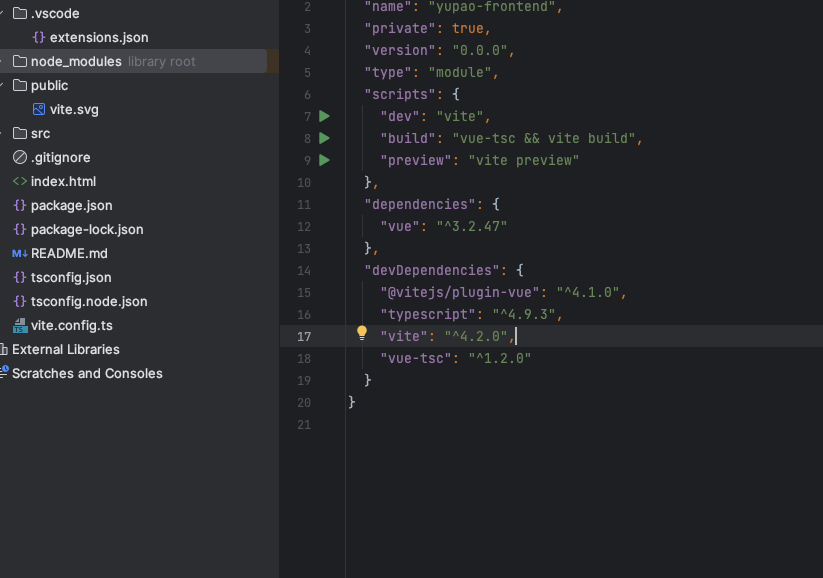 .vscode
extensions.json
node_modules library root
public
vite.svg
src
.gitignore
index.html
package.json
package-lock.json
README.md
tsconfig.json
tsconfig.node.json
vite.config.ts
External Libraries
Scratches and Consoles
2 "name": "yupao-frontend",
3 "private": true,
4 "version": "0.0.0",
5 "type": "module",
6 "scripts": {
7 "dev": "vite",
8 "build": "vue-tsc && vite build",
9 "preview": "vite preview"
10 },
11 "dependencies": {
12 "vue": "^3.2.47"
13 },
14 "devDependencies": {
15 "@vitejs/plugin-vue": "^4.1.0",
16 "typescript": "^4.9.3",
17 "vite": "^4.2.0",
18 "vue-tsc": "^1.2.0"
19 }
20 }
21